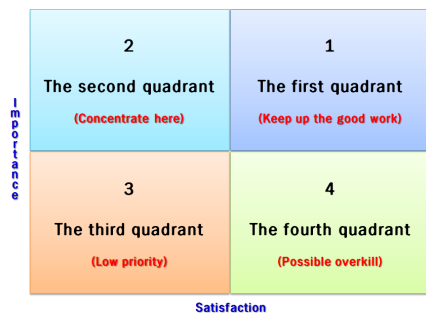 2
The second quadrant
(Concentrate here)
1
The first quadrant
(Keep up the good work)
Importance
3
The third quadrant
(Low priority)
4
The fourth quadrant
(Possible overkill)
Satisfaction